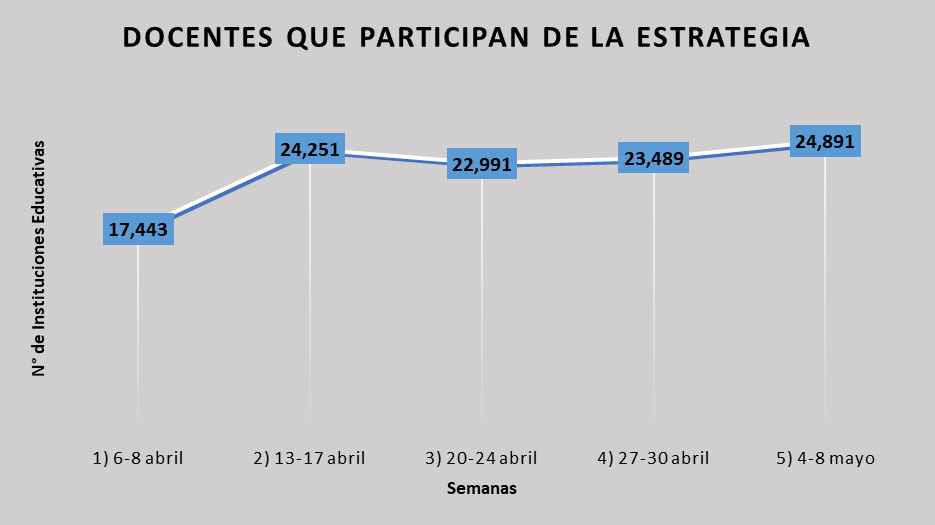 DOCENTES QUE PARTICIPAN DE LA ESTRATEGIA
N° de Instituciones Educativas
17,443
24,251
22,991
23,489
24,891
1) 6-8 abril
2) 13-17 abril
3) 20-24 abril
4) 27-30 abril
5) 4-8 mayo
Semanas